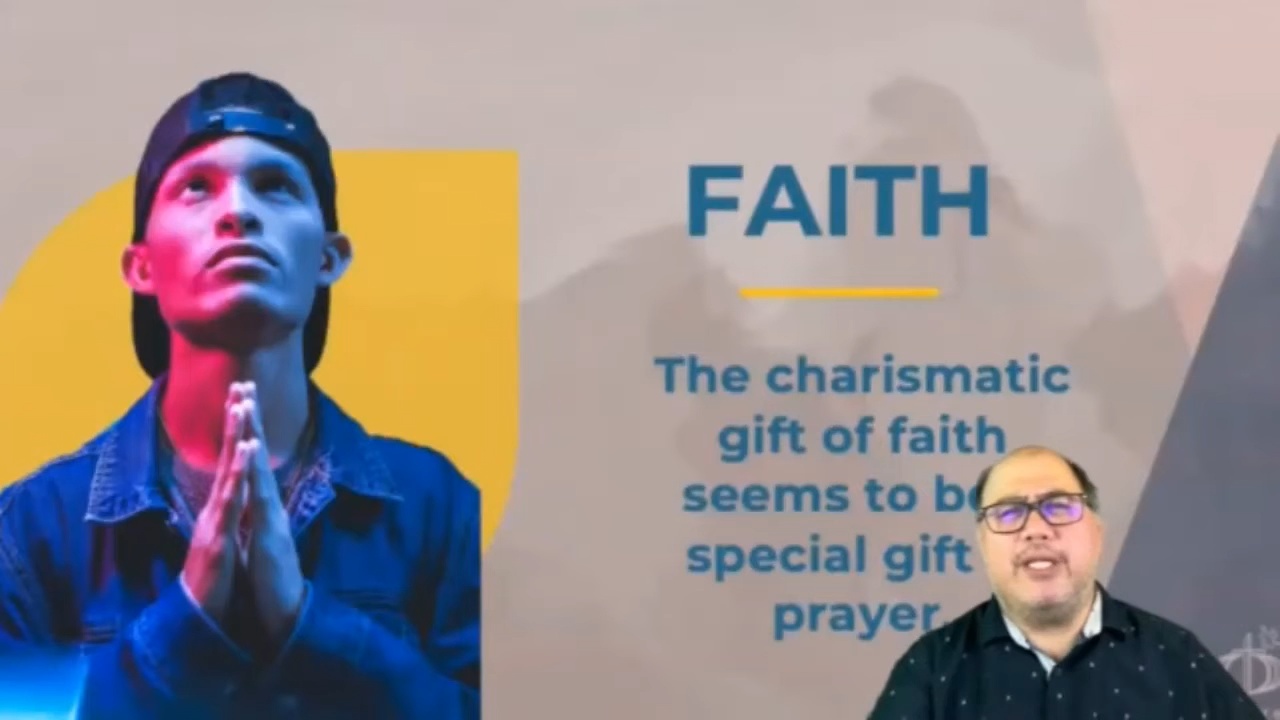 FAITH
The charismatic
gift of faith
seems to
special gift
prayer